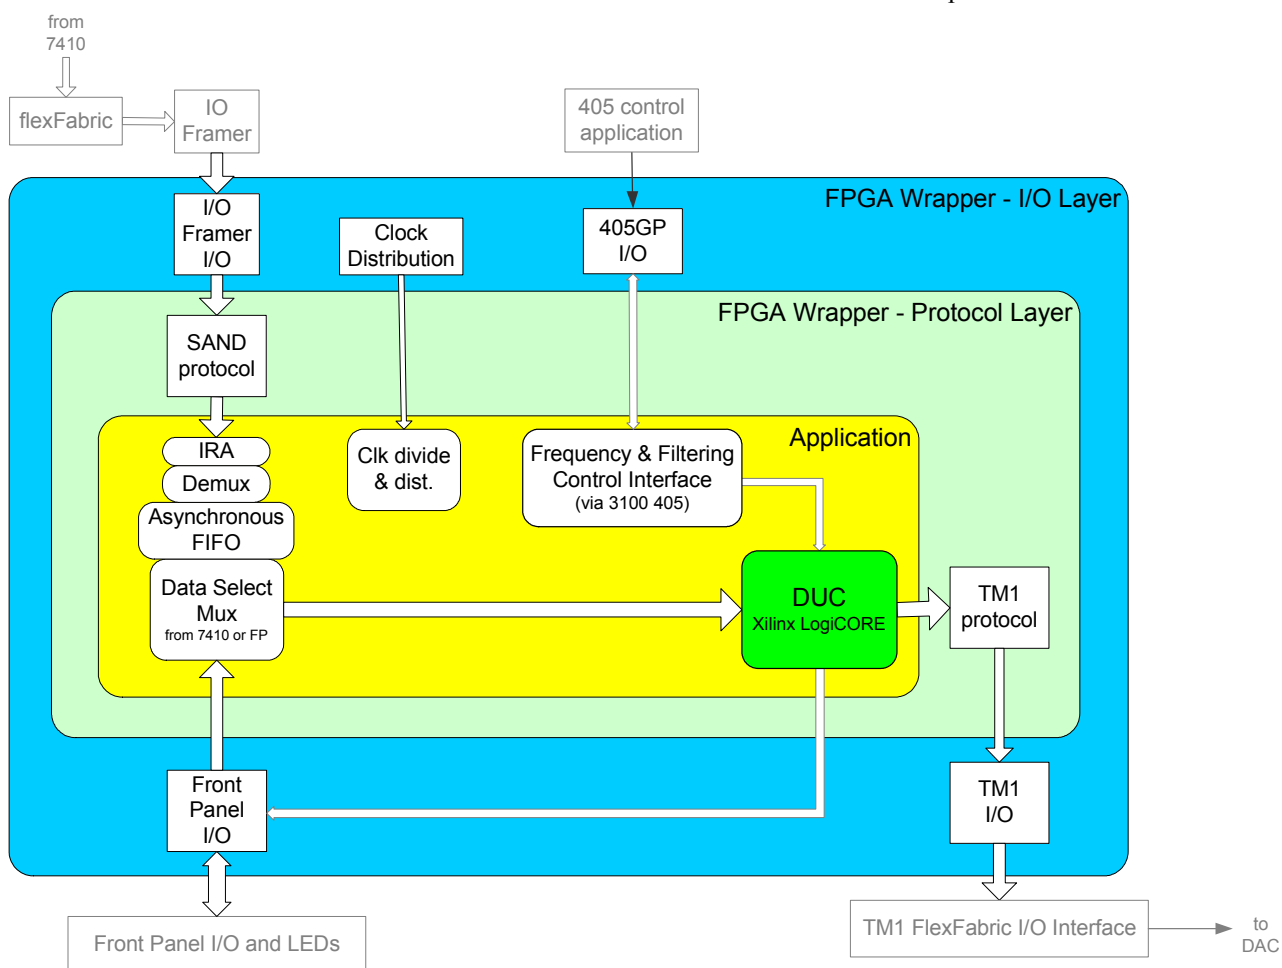 from
7410
flexFabric
IO
Framer
405 control
application
FPGA Wrapper - I/O Layer
I/O
Framer
I/O
Clock
Distribution
405GP
I/O
FPGA Wrapper - Protocol Layer
SAND
protocol
Application
IRA
Demux
Asynchronous
FIFO
Data Select
Mux
from 7410 or FP
Clk divide
& dist.
Frequency & Filtering
Control Interface
(via 3100 405)
DUC
Xilinx LogiCORE
TM1
protocol
Front
Panel
I/O
TM1
I/O
Front Panel I/O and LEDs
TM1 FlexFabric I/O Interface
to
DAC